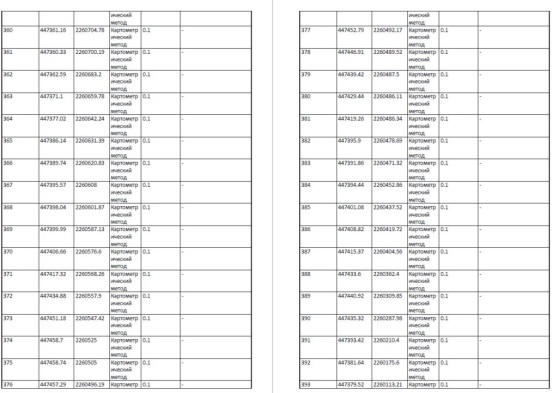 ический
метод
360 447361.16 2260704.78 Картометр 0.1 -
ический
метод
361 447360.33 2260700.19 Картометр 0.1 -
ический
метод
362 447362.59 2260683.2 Картометр 0.1 -
ический
метод
363 447371.1 2260659.78 Картометр 0.1 -
ический
метод
364 447377.02 2260642.24 Картометр 0.1 -
ический
метод
365 447386.14 2260631.39 Картометр 0.1 -
ический
метод
366 447389.74 2260620.83 Картометр 0.1 -
ический
метод
367 447395.57 2260608 Картометр 0.1 -
ический
метод
368 447398.04 2260601.87 Картометр 0.1 -
ический
метод
369 447399.99 2260587.13 Картометр 0.1 -
ический
метод
370 447406.66 2260576.6 Картометр 0.1 -
ический
метод
371 447417.32 2260568.26 Картометр 0.1 -
ический
метод
372 447434.88 2260557.9 Картометр 0.1 -
ический
метод
373 447451.18 2260547.42 Картометр 0.1 -
ический
метод
374 447458.7 2260525 Картометр 0.1 -
ический
метод
375 447458.74 2260505 Картометр 0.1 -
ический
метод
376 447457.29 2260496.19 Картометр 0.1 -
ический
метод
377 447452.79 2260492.17 Картометр 0.1 -
ический
метод
378 447446.91 2260489.52 Картометр 0.1 -
ический
метод
379 447439.42 2260487.5 Картометр 0.1 -
ический
метод
380 447429.44 2260486.11 Картометр 0.1 -
ический
метод
381 447419.26 2260486.34 Картометр 0.1 -
ический
метод
382 447395.9 2260478.69 Картометр 0.1 -
ический
метод
383 447391.86 2260471.32 Картометр 0.1 -
ический
метод
384 447394.44 2260452.86 Картометр 0.1 -
ический
метод
385 447401.08 2260437.52 Картометр 0.1 -
ический
метод
386 447408.82 2260419.72 Картометр 0.1 -
ический
метод
387 447415.37 2260404.56 Картометр 0.1 -
ический
метод
388 447433.6 2260362.4 Картометр 0.1 -
ический
метод
389 447440.92 2260309.85 Картометр 0.1 -
ический
метод
390 447435.32 2260287.98 Картометр 0.1 -
ический
метод
391 447393.42 2260210.4 Картометр 0.1 -
ический
метод
392 447381.64 2260175.6 Картометр 0.1 -
ический
метод
393 447379.52 2260113.21 Картометр 0.1 -